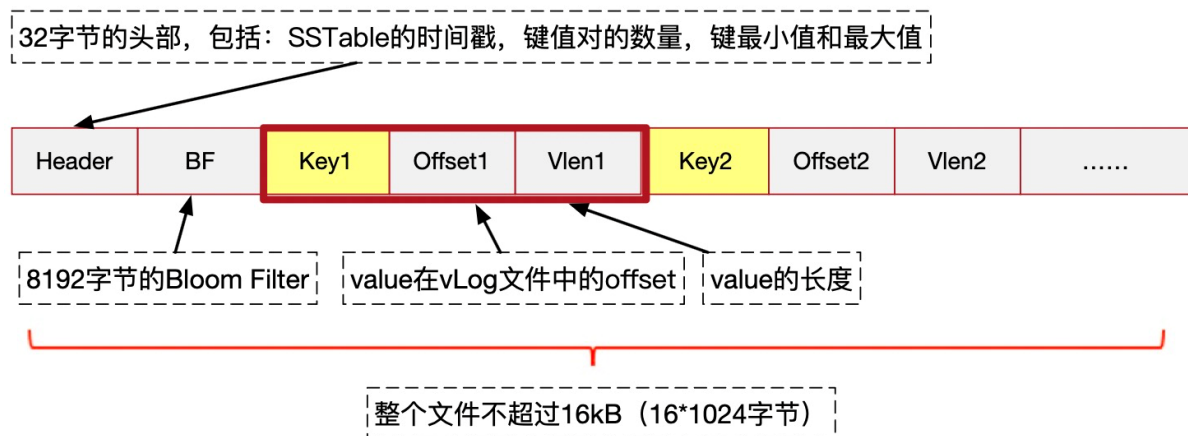 32字节的头部，包括：SSTable的时间戳，键值对的数量，键最小值和最大值
Header BF Key1 Offset1 Vlen1 Key2 Offset2 Vlen2 ……
8192字节的Bloom Filter value在vLog文件中的offset value的长度
整个文件不超过16kB（16*1024字节）